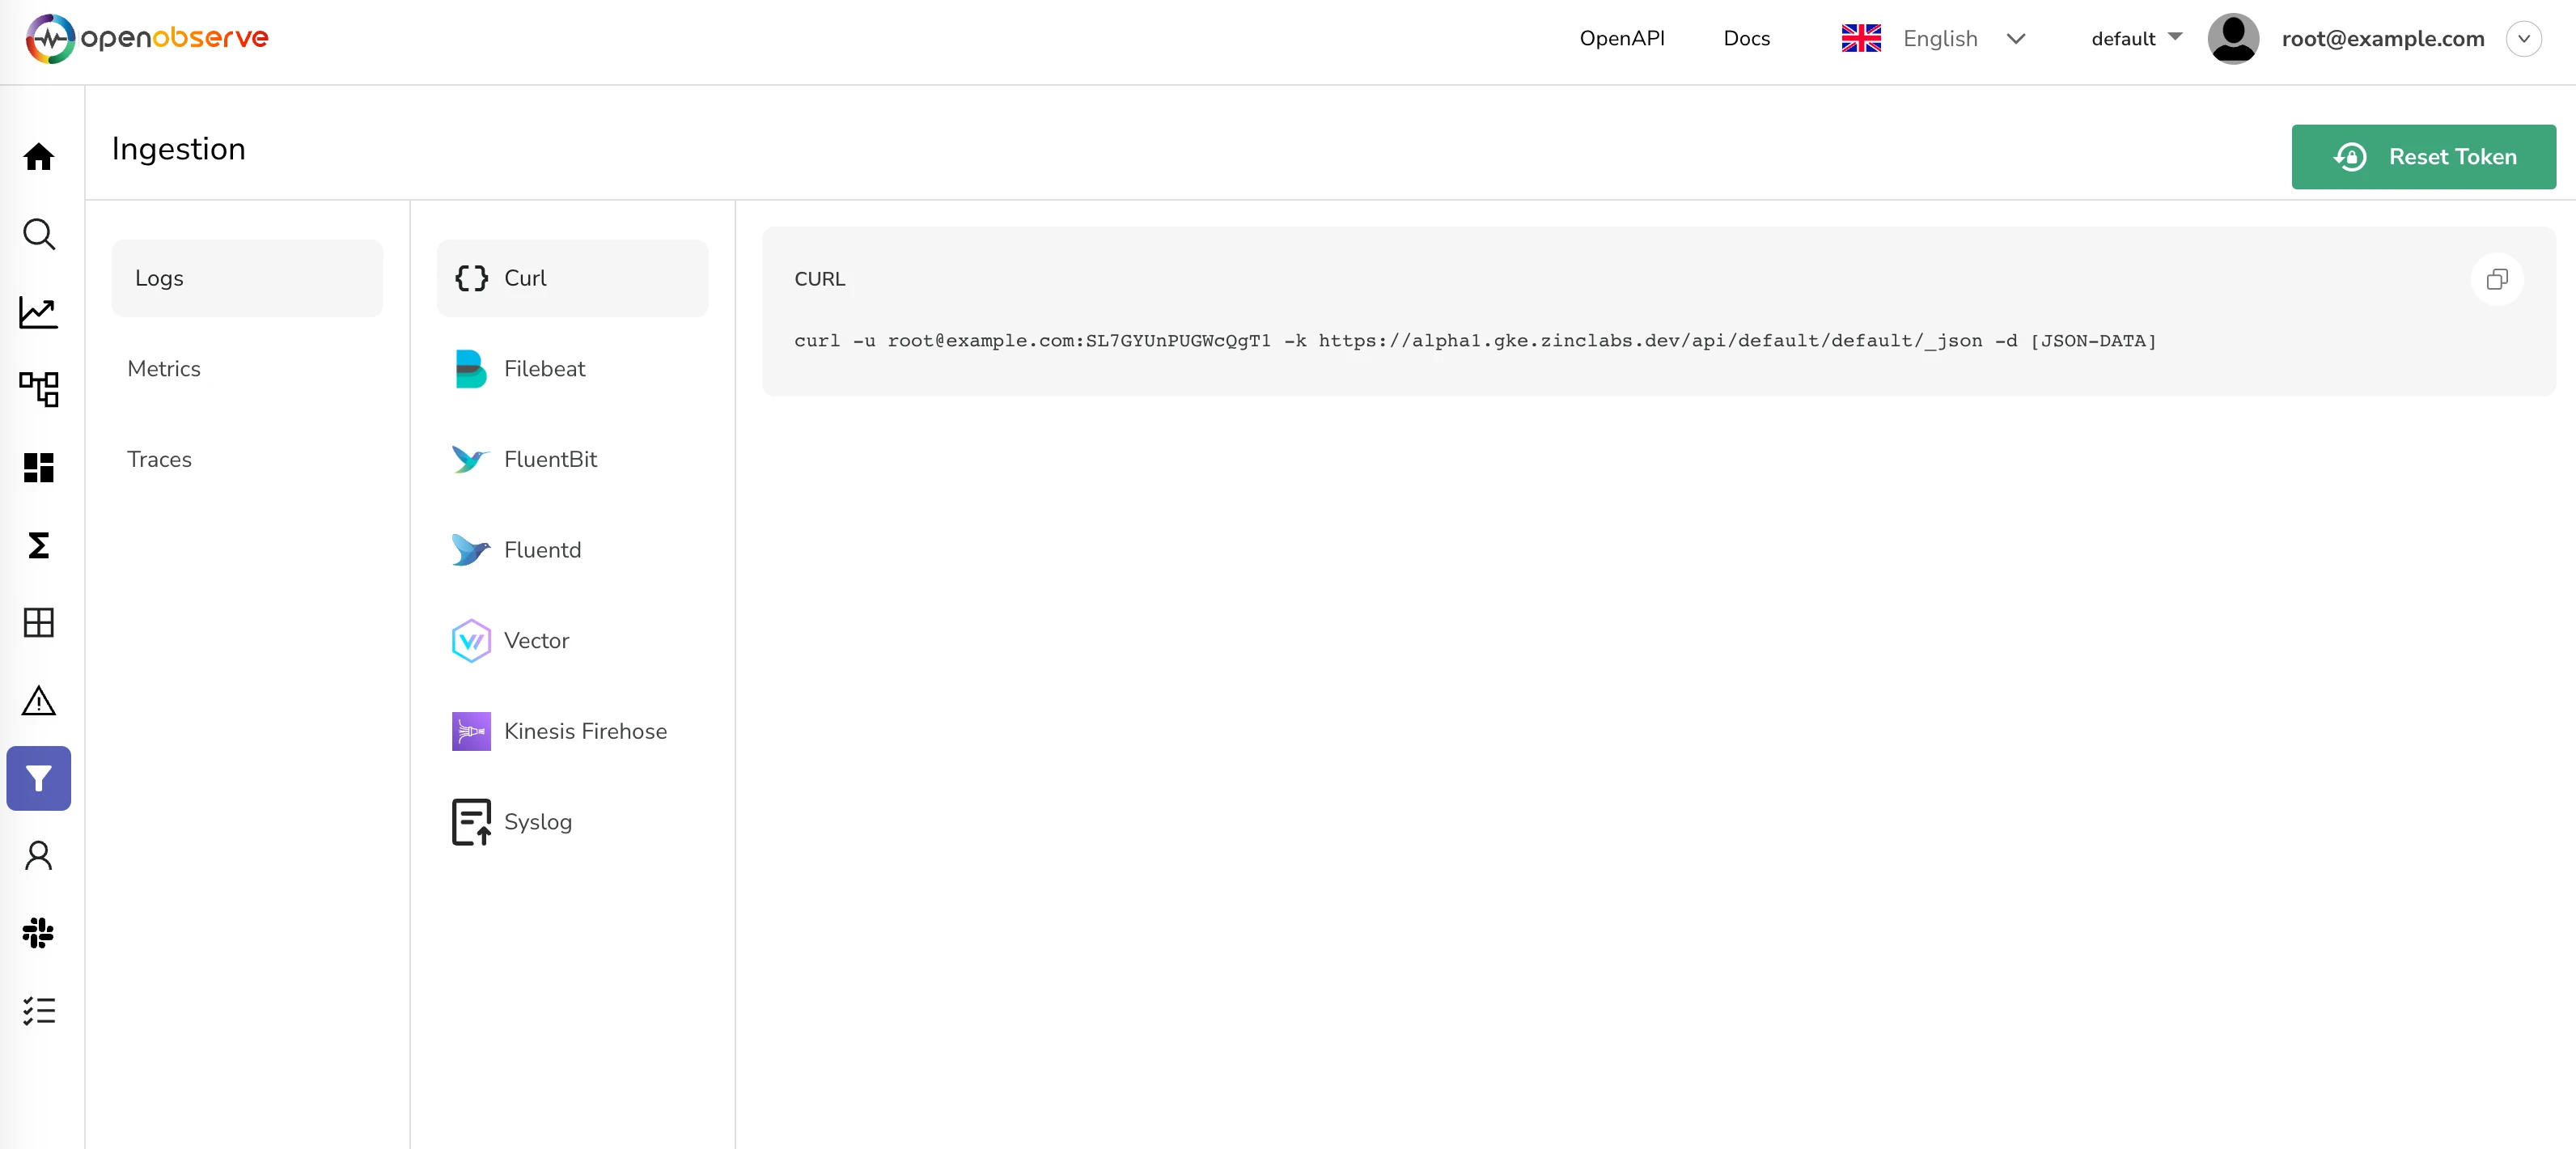 openobserve
OpenAPI
Docs
English
default
root@example.com
Ingestion
Reset Token
Logs
Metrics
Traces
Curl
Filebeat
FluentBit
Fluentd
Vector
Kinesis Firehose
Syslog
CURL
curl -u root@example.com:SL7GYUnPUGWcQgT1 -k https://alpha1.gke.zinclabs.dev/api/default/default/_json -d [JSON-DATA]